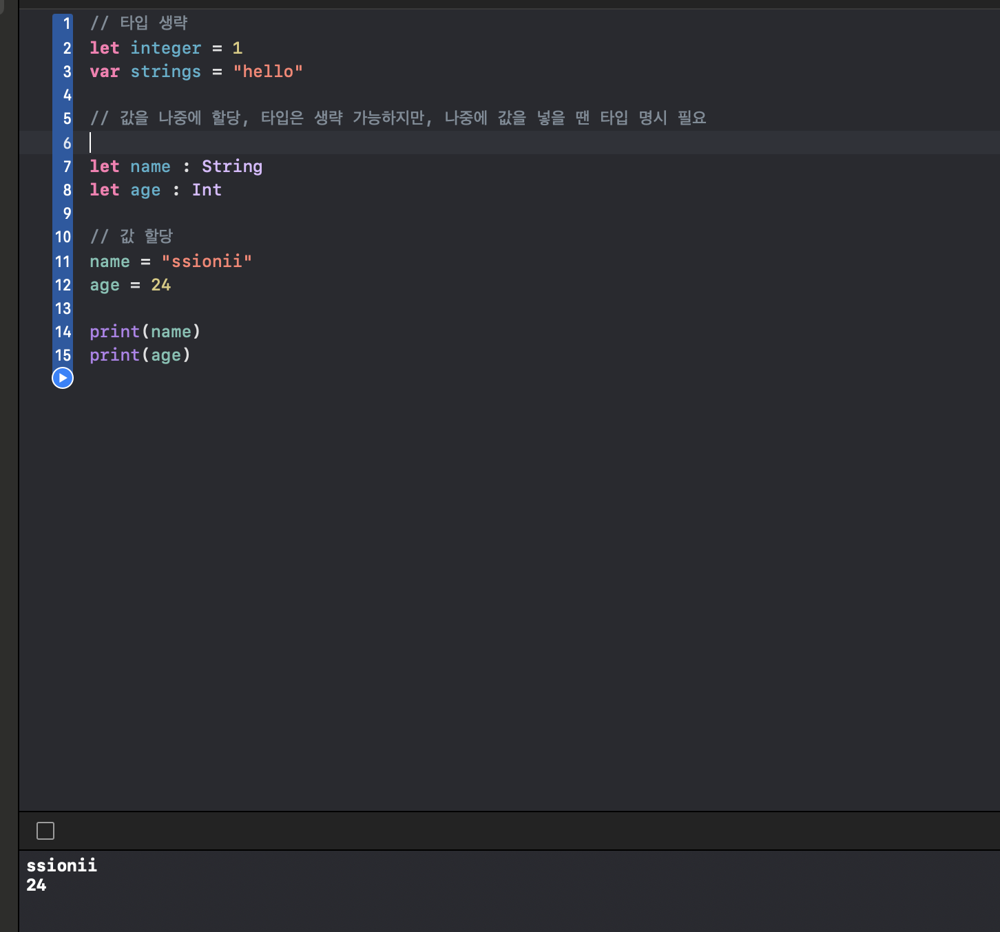 1 // 타입 생략
2 let integer = 1
3 var strings = "hello"
4
5 // 값을 나중에 할당, 타입은 생략 가능하지만, 나중에 값을 넣을 땐 타입 명시 필요
6
7 let name : String
8 let age : Int
9
10 // 값 할당
11 name = "ssionii"
12 age = 24
13
14 print(name)
15 print(age)
ssionii
24